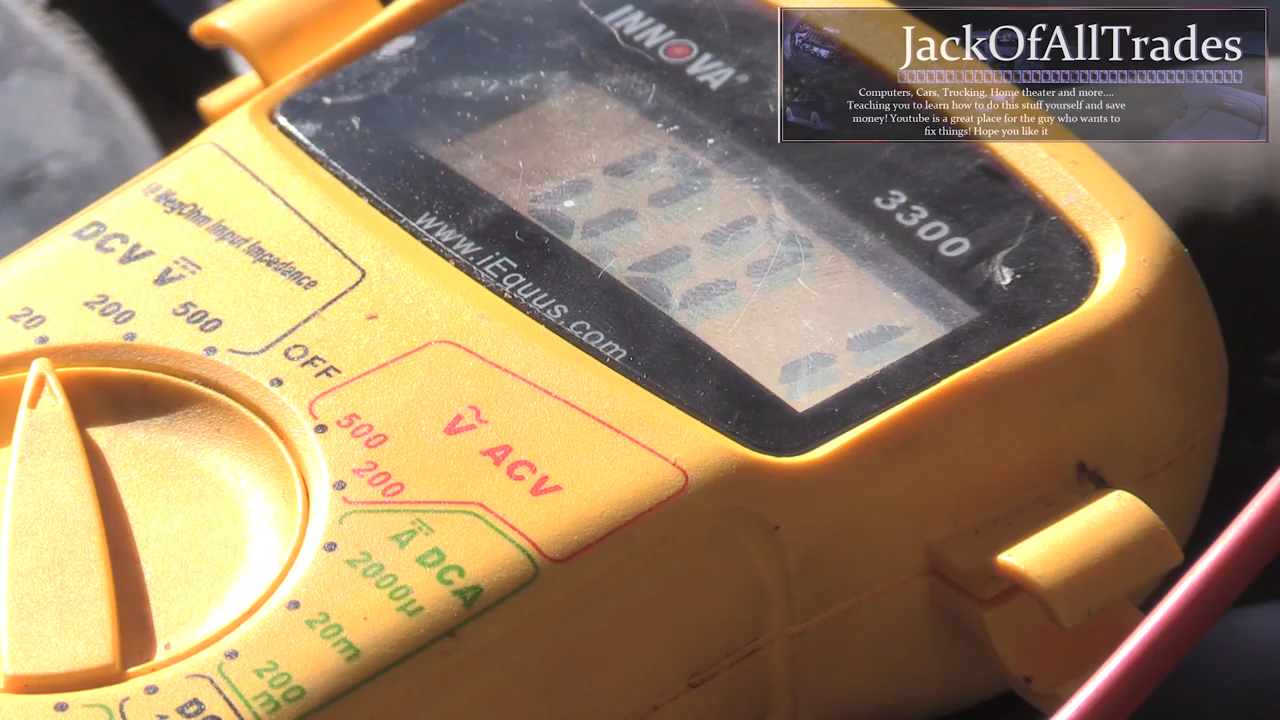 JackOfAllTrades
Computers, Cars, Trucking, Home theater and more....
Teaching you to learn how to do this stuff yourself and save
money! Youtube is a great place for the guy who wants to
fix things! Hope you like it
INNOVA®
3300
www.iEquus.com
10 MegOhm Input Impedance
DCV V
20
200
500
OFF
500
200
V ACV
A DCA
2000µ
20m
200
m